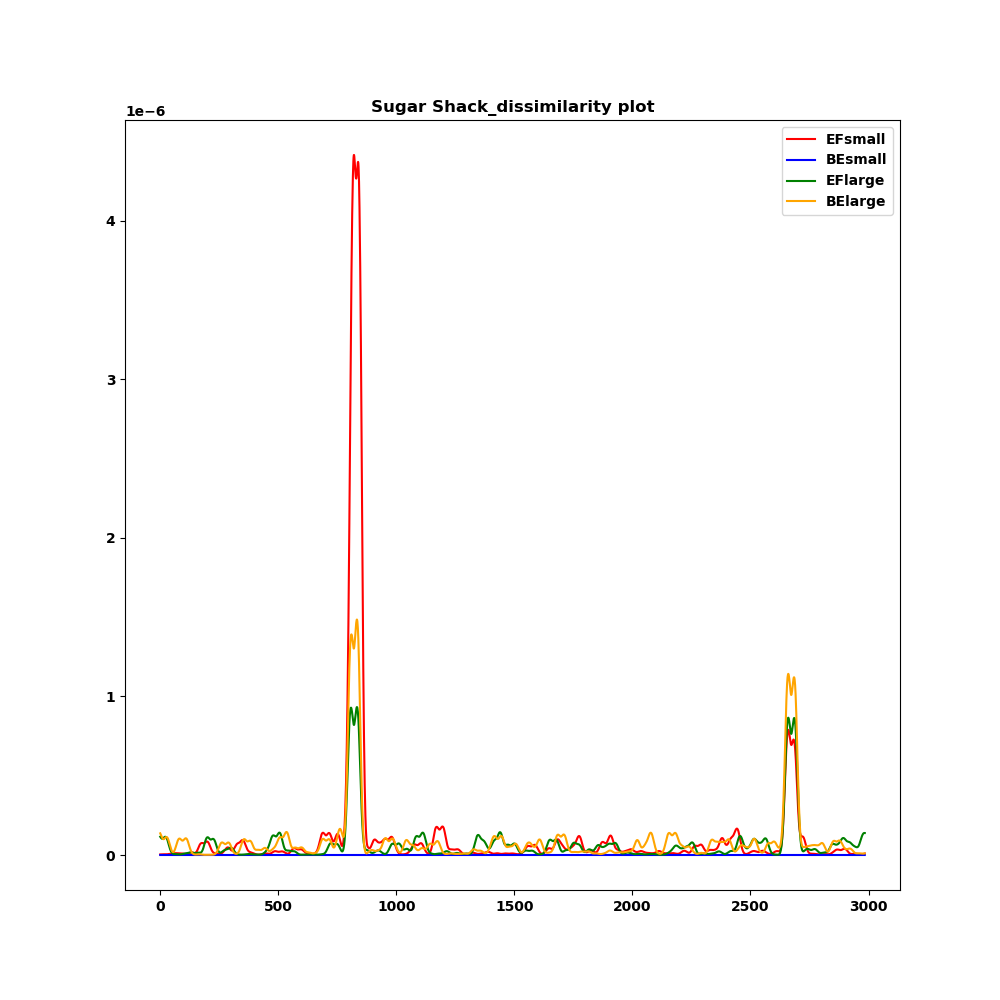 Sugar Shack_dissimilarity plot
1e−6
EFsmall
BEsmall
EFlarge
BElarge
4
3
2
1
0
0 500 1000 1500 2000 2500 3000